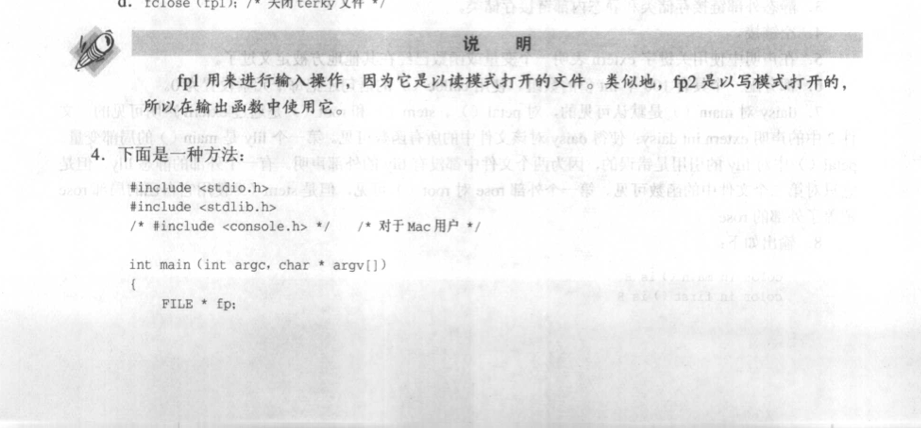 d. fclose (fp1); /* 关闭 terky 文件 */
说 明
fp1 用来进行输入操作，因为它是以读模式打开的文件。类似地，fp2 是以写模式打开的，
所以在输出函数中使用它。
4. 下面是一种方法：
#include <stdio.h>
#include <stdlib.h>
/* #include <console.h> */ /* 对于 Mac 用户 */
int main (int argc, char * argv[])
{
FILE * fp;